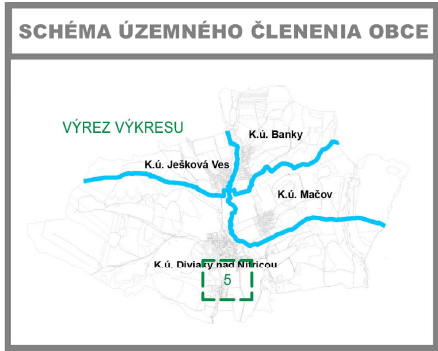 SCHÉMA ÚZEMNÉHO ČLENENIA OBCE
VÝREZ VÝKRESU
K.ú. Banky
K.ú. Ješková Ves
K.ú. Mačov
K.ú. Diviaky nad Nitricou
5